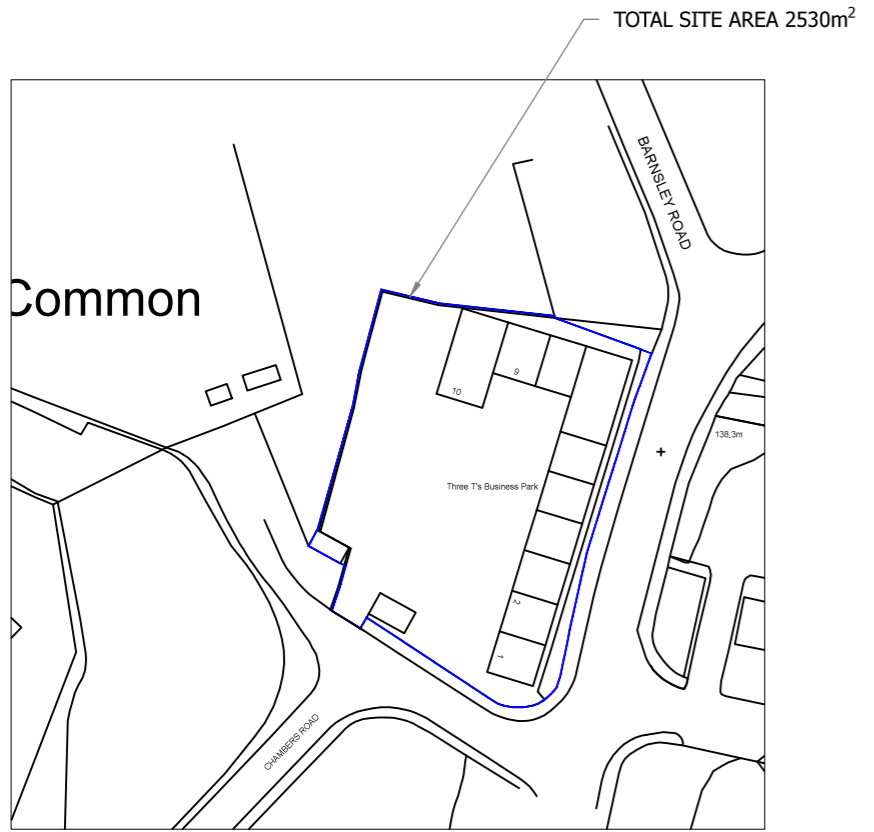 TOTAL SITE AREA 2530m²
BARNSLEY ROAD
Common
9
10
138.3m
Three T's Business Park
2
1
CHAMBERS ROAD